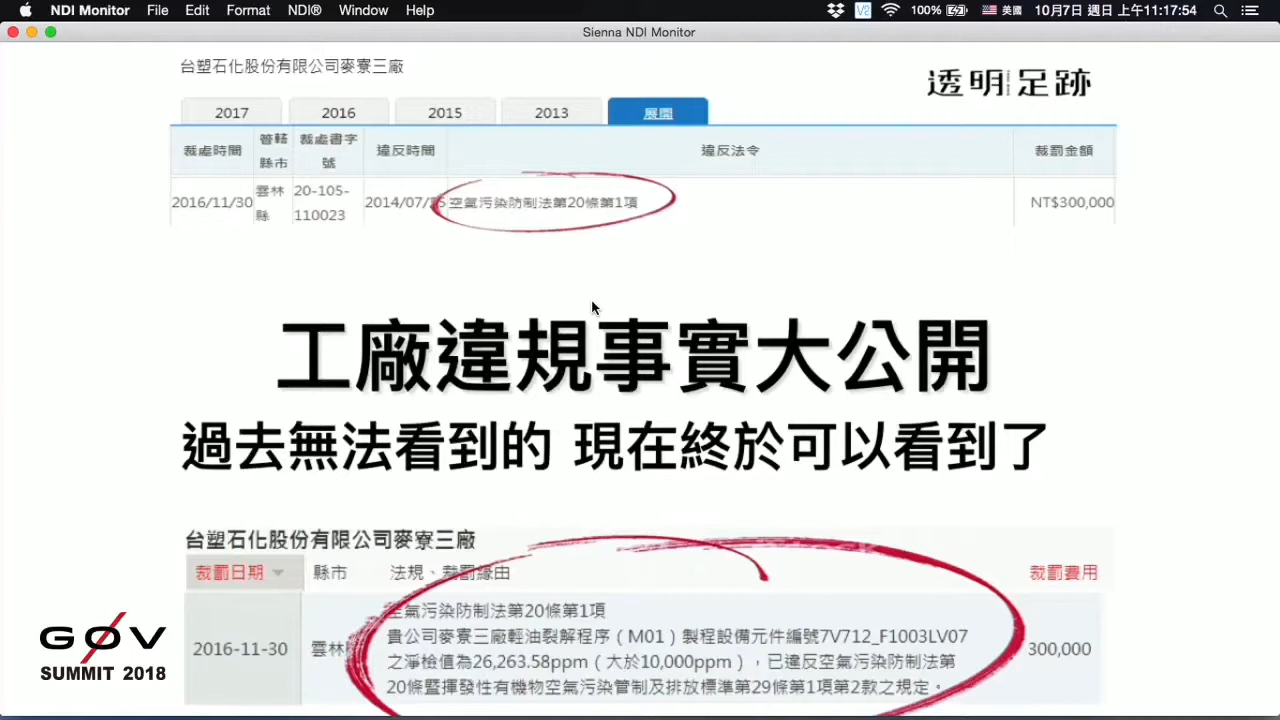 NDI Monitor File Edit Format NDI® Window Help V2 100% 美國 10月7日 週日 上午11:17:54
Sienna NDI Monitor
台塑石化股份有限公司麥寮三廠
透明足跡
2017 2016 2015 2013 展開
裁處時間 管轄縣市 裁處書字號 違反時間 違反法令 裁罰金額
2016/11/30 雲林縣 20-105-110023 2014/07/ 空氣污染防制法第20條第1項 NT$300,000
工廠違規事實大公開
過去無法看到的 現在終於可以看到了
台塑石化股份有限公司麥寮三廠
裁罰日期 縣市 法規、裁罰緣由 裁罰費用
空氣污染防制法第20條第1項
貴公司麥寮三廠輕油裂解程序（M01）製程設備元件編號7V712_F1003LV07
2016-11-30 雲林 之淨檢值為26,263.58ppm（大於10,000ppm），已違反空氣污染防制法第 300,000
20條暨揮發性有機物空氣污染管制及排放標準第29條第1項第2款之規定。
GØV
SUMMIT 2018